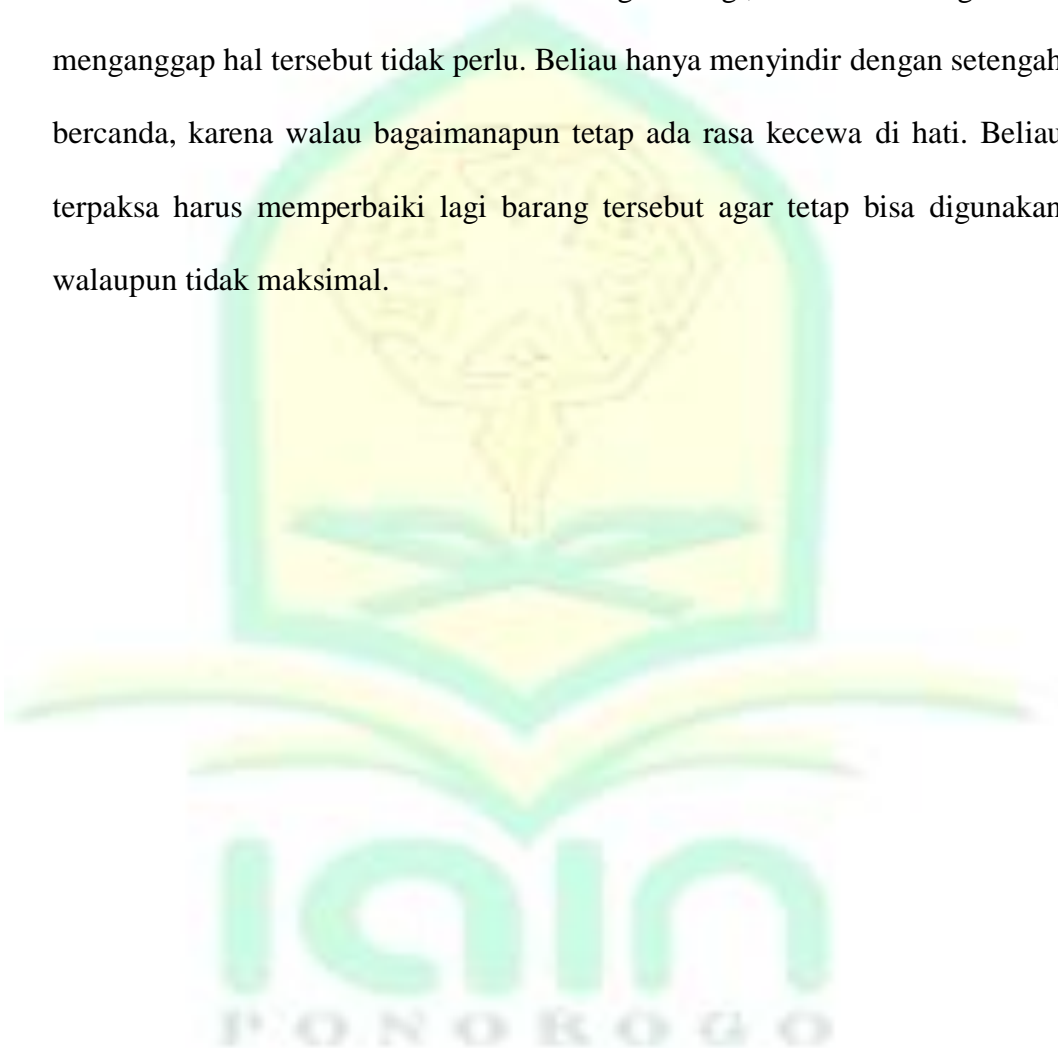 menganggap hal tersebut tidak perlu. Beliau hanya menyindir dengan setengah
bercanda, karena walau bagaimanapun tetap ada rasa kecewa di hati. Beliau
terpaksa harus memperbaiki lagi barang tersebut agar tetap bisa digunakan
walaupun tidak maksimal.
iain
PONOROGO